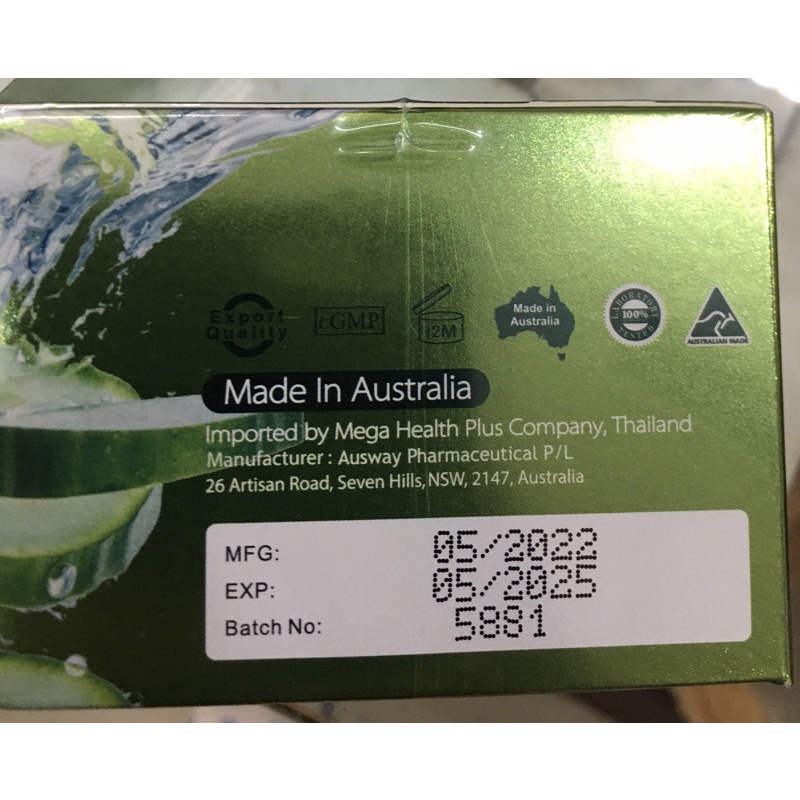 Export
Quality
cGMP
12M
Made in
Australia
LABORATORY
100%
TESTED
AUSTRALIAN MADE
Made In Australia
Imported by Mega Health Plus Company, Thailand
Manufacturer : Ausway Pharmaceutical P/L
26 Artisan Road, Seven Hills, NSW, 2147, Australia
MFG: 05/2022
EXP: 05/2025
Batch No: 5881